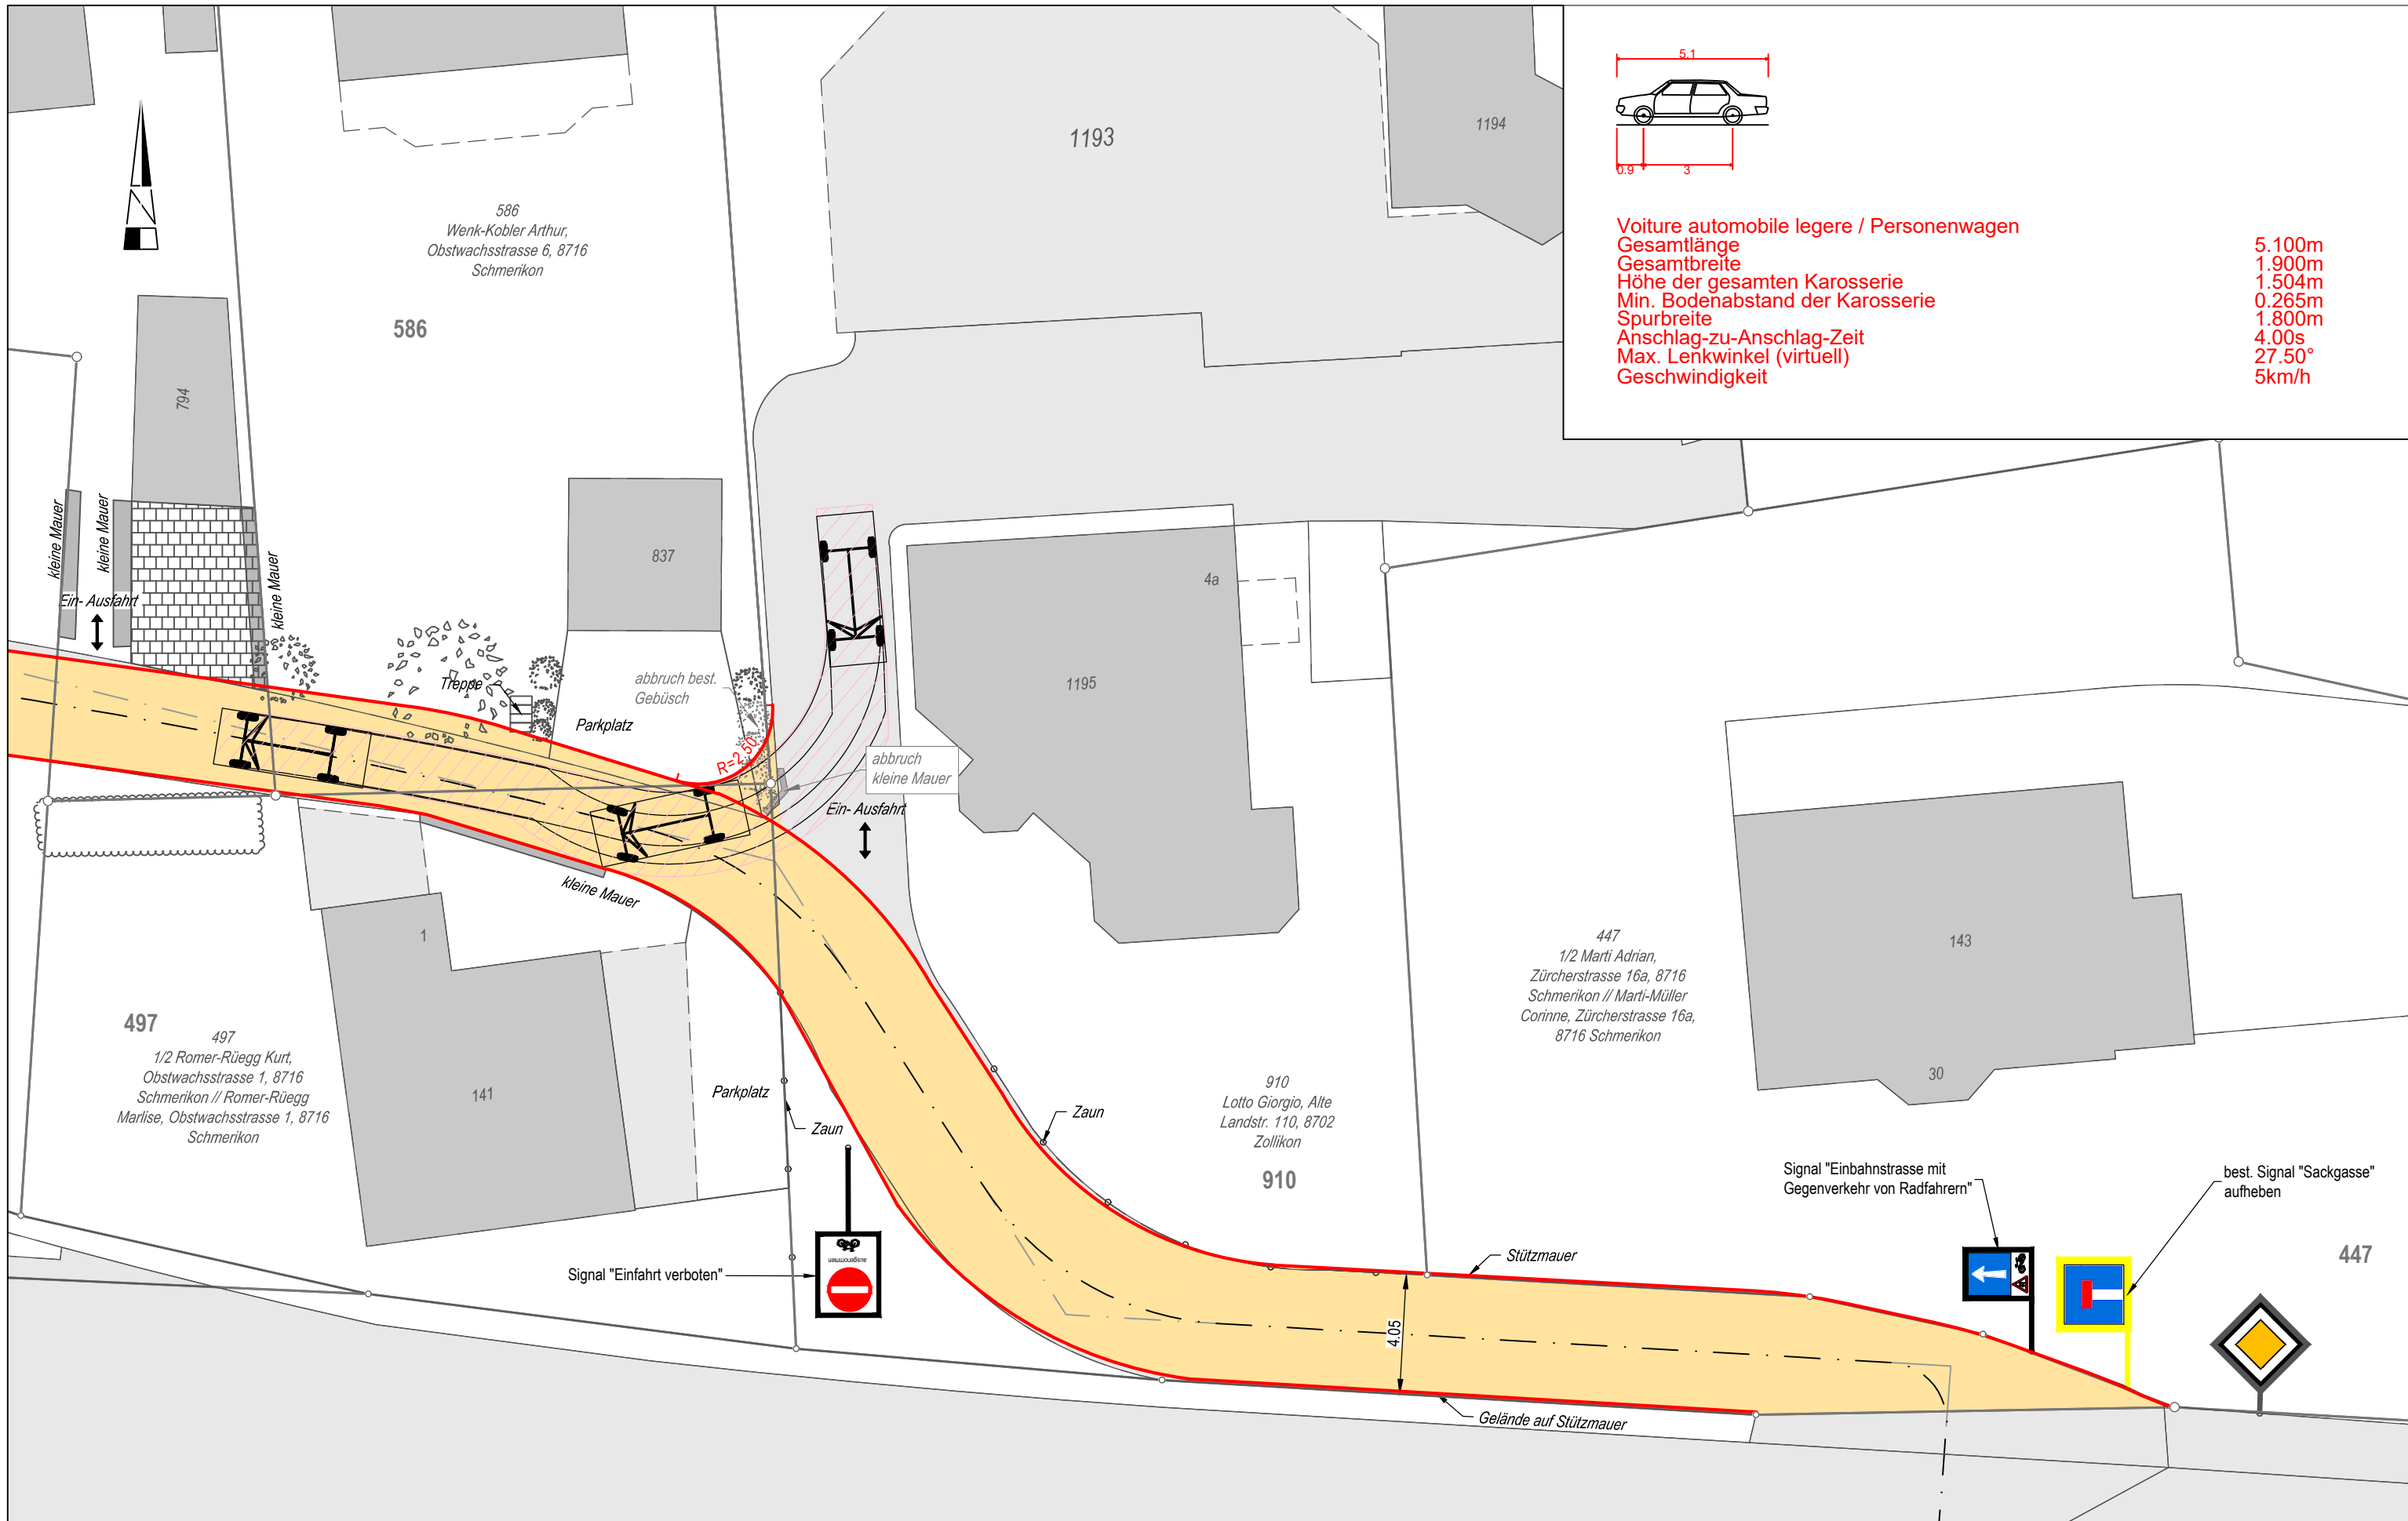 5.1
0.9
3
Voiture automobile legere / Personenwagen
Gesamtlänge 5.100m
Gesamtbreite 1.900m
Höhe der gesamten Karosserie 1.504m
Min. Bodenabstand der Karosserie 0.265m
Spurbreite 1.800m
Anschlag-zu-Anschlag-Zeit 4.00s
Max. Lenkwinkel (virtuell) 27.50°
Geschwindigkeit 5km/h
1193
1194
N
586
Wenk-Kobler Arthur,
Obstwachsstrasse 6, 8716
Schmerikon
586
794
kleine Mauer
kleine Mauer
kleine Mauer
Ein- Ausfahrt
837
4a
1195
Treppe
Parkplatz
abbruch best.
Gebüsch
R=2.50
abbruch
kleine Mauer
Ein- Ausfahrt
kleine Mauer
1
497
497
1/2 Romer-Rüegg Kurt,
Obstwachsstrasse 1, 8716
Schmerikon // Romer-Rüegg
Marlise, Obstwachsstrasse 1, 8716
Schmerikon
141
Parkplatz
Zaun
Zaun
447
1/2 Marti Adrian,
Zürcherstrasse 16a, 8716
Schmerikon // Marti-Müller
Corinne, Zürcherstrasse 16a,
8716 Schmerikon
143
30
910
Lotto Giorgio, Alte
Landstr. 110, 8702
Zollikon
910
Signal "Einbahnstrasse mit
Gegenverkehr von Radfahrern"
best. Signal "Sackgasse"
aufheben
447
Signal "Einfahrt verboten"
ausgenommen
Stützmauer
4.05
Gelände auf Stützmauer